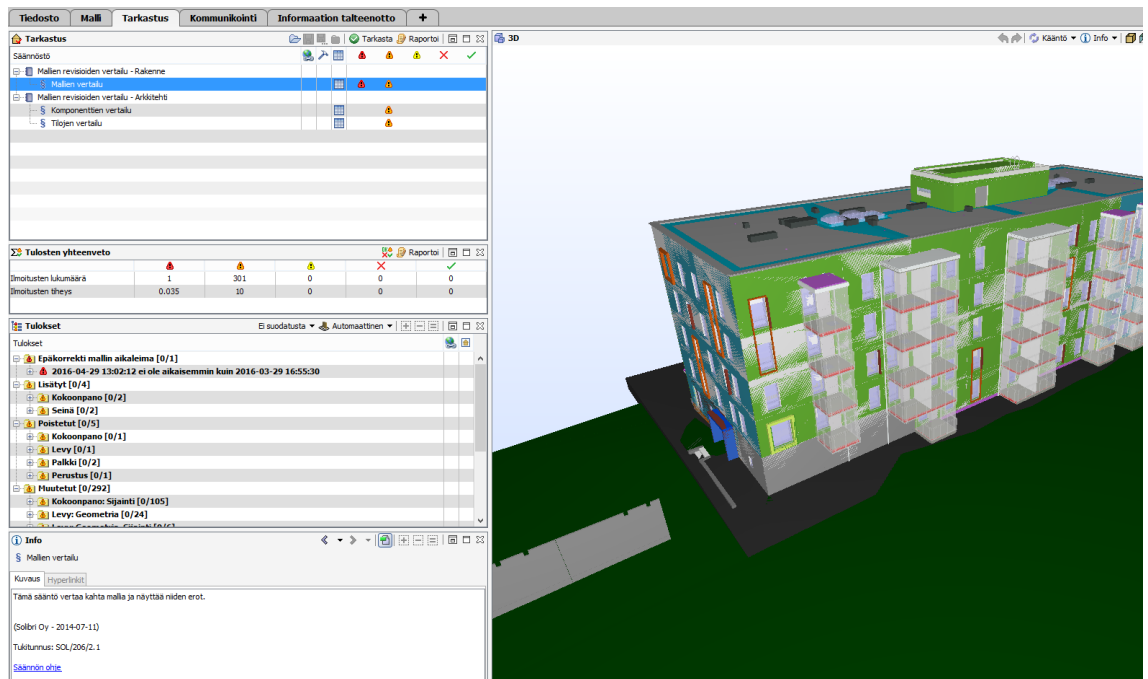 Tiedosto Malli Tarkastus Kommunikointi Informaation talteenotto +
Tarkastus Tarkasta Raportoi
Säännöstö
Mallien revisioiden vertailu - Rakenne
§ Mallien vertailu
Mallien revisioiden vertailu - Arkkitehti
§ Komponenttien vertailu
§ Tilojen vertailu
Tulosten yhteenveto Raportoi
Ilmoitusten lukumäärä 1 301 0 0 0
Ilmoitusten tiheys 0.035 10 0 0 0
Tulokset Ei suodatusta Automaattinen
Tulokset
Epäkorrekti mallin aikaleima [0/1]
2016-04-29 13:02:12 ei ole aikaisemmin kuin 2016-03-29 16:55:30
Lisätyt [0/4]
Kokoonpano [0/2]
Seinä [0/2]
Poistetut [0/5]
Kokoonpano [0/1]
Levy [0/1]
Palkki [0/2]
Perustus [0/1]
Muutetut [0/292]
Kokoonpano: Sijainti [0/105]
Levy: Geometria [0/24]
Info
§ Mallien vertailu
Kuvaus Hyperlinkit
Tämä sääntö vertaa kahta mallia ja näyttää niiden erot.
(Solibri Oy - 2014-07-11)
Tukitunnus: SOL/206/2.1
Säännön ohje
3D Kääntö Info